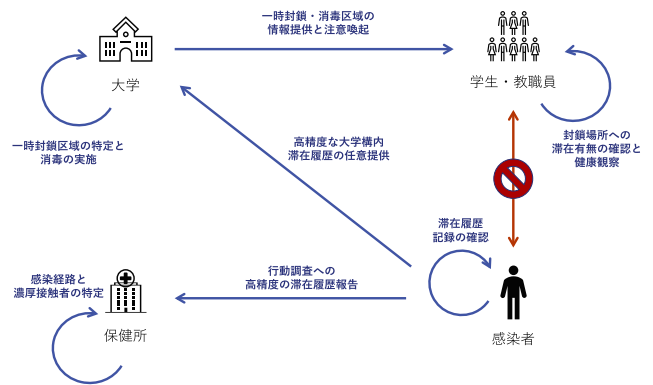 一時封鎖・消毒区域の
情報提供と注意喚起
大学
学生・教職員
一時封鎖区域の特定と
消毒の実施
高精度な大学構内
滞在履歴の任意提供
封鎖場所への
滞在有無の確認と
健康観察
滞在履歴
記録の確認
感染経路と
濃厚接触者の特定
行動調査への
高精度の滞在履歴報告
保健所
感染者